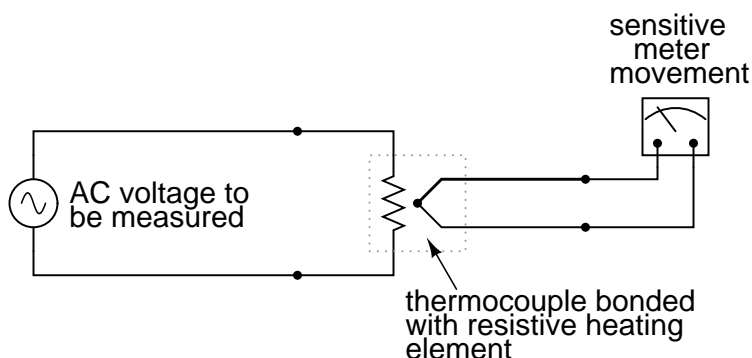 sensitive
meter
movement
AC voltage to
be measured
thermocouple bonded
with resistive heating
element